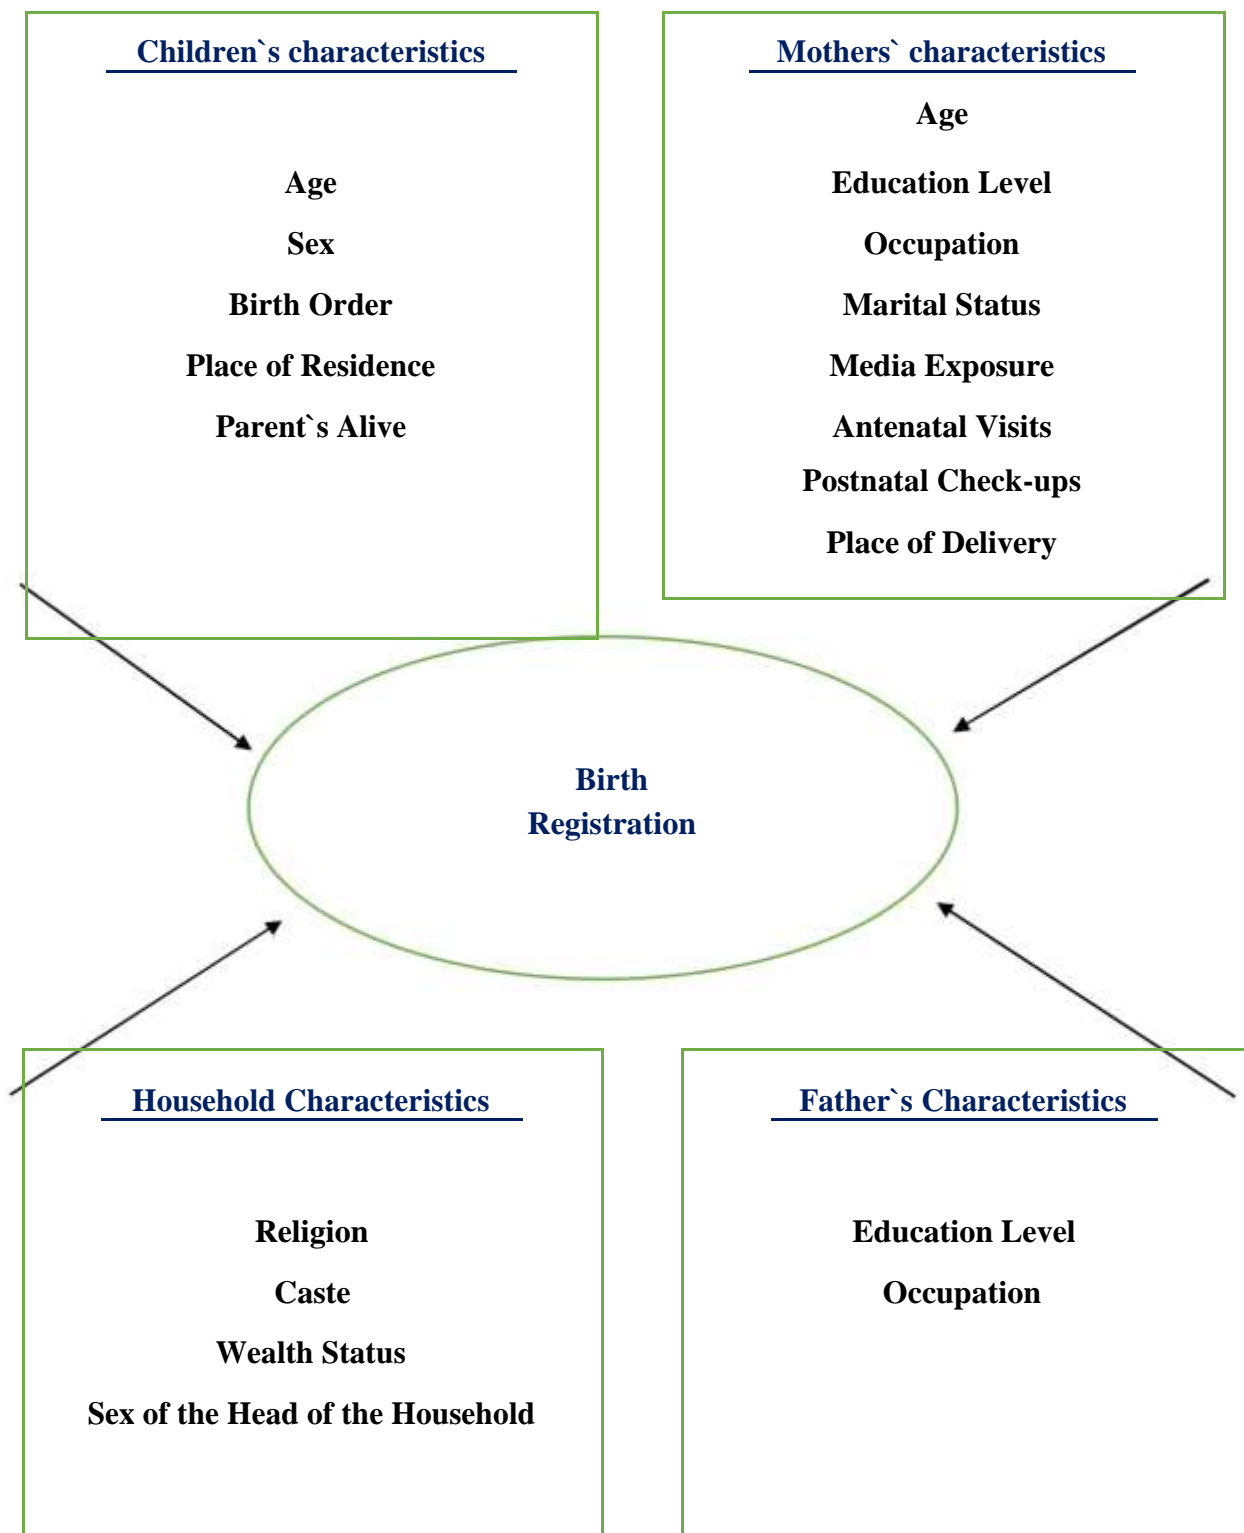 Children`s characteristics
Age
Sex
Birth Order
Place of Residence
Parent`s Alive
Mothers` characteristics
Age
Education Level
Occupation
Marital Status
Media Exposure
Antenatal Visits
Postnatal Check-ups
Place of Delivery
Birth
Registration
Household Characteristics
Religion
Caste
Wealth Status
Sex of the Head of the Household
Father`s Characteristics
Education Level
Occupation